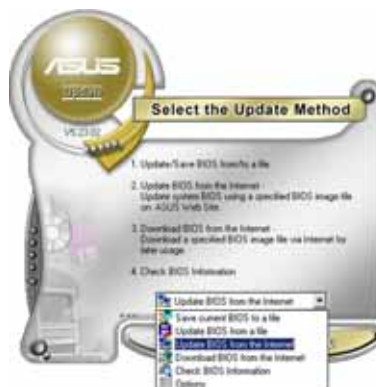 ASUS
Update
V5.23.02
Select the Update Method
1. Update/Save BIOS from/to a file
2. Update BIOS from the Internet
Update system BIOS using a specified BIOS image file
on ASUS Web Site.
3. Download BIOS from the Internet
Download a specified BIOS image file via Internet for
later usage.
4. Check BIOS Information
Update BIOS from the Internet
Save current BIOS to a file
Update BIOS from a file
Update BIOS from the Internet
Download BIOS from the Internet
Check BIOS Information
Options